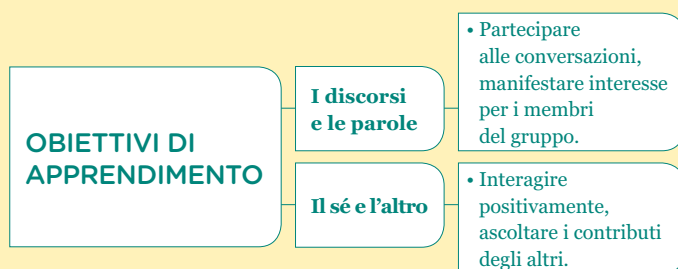 OBIETTIVI DI
APPRENDIMENTO
I discorsi
e le parole
• Partecipare
alle conversazioni,
manifestare interesse
per i membri
del gruppo.
Il sé e l'altro
• Interagire
positivamente,
ascoltare i contributi
degli altri.